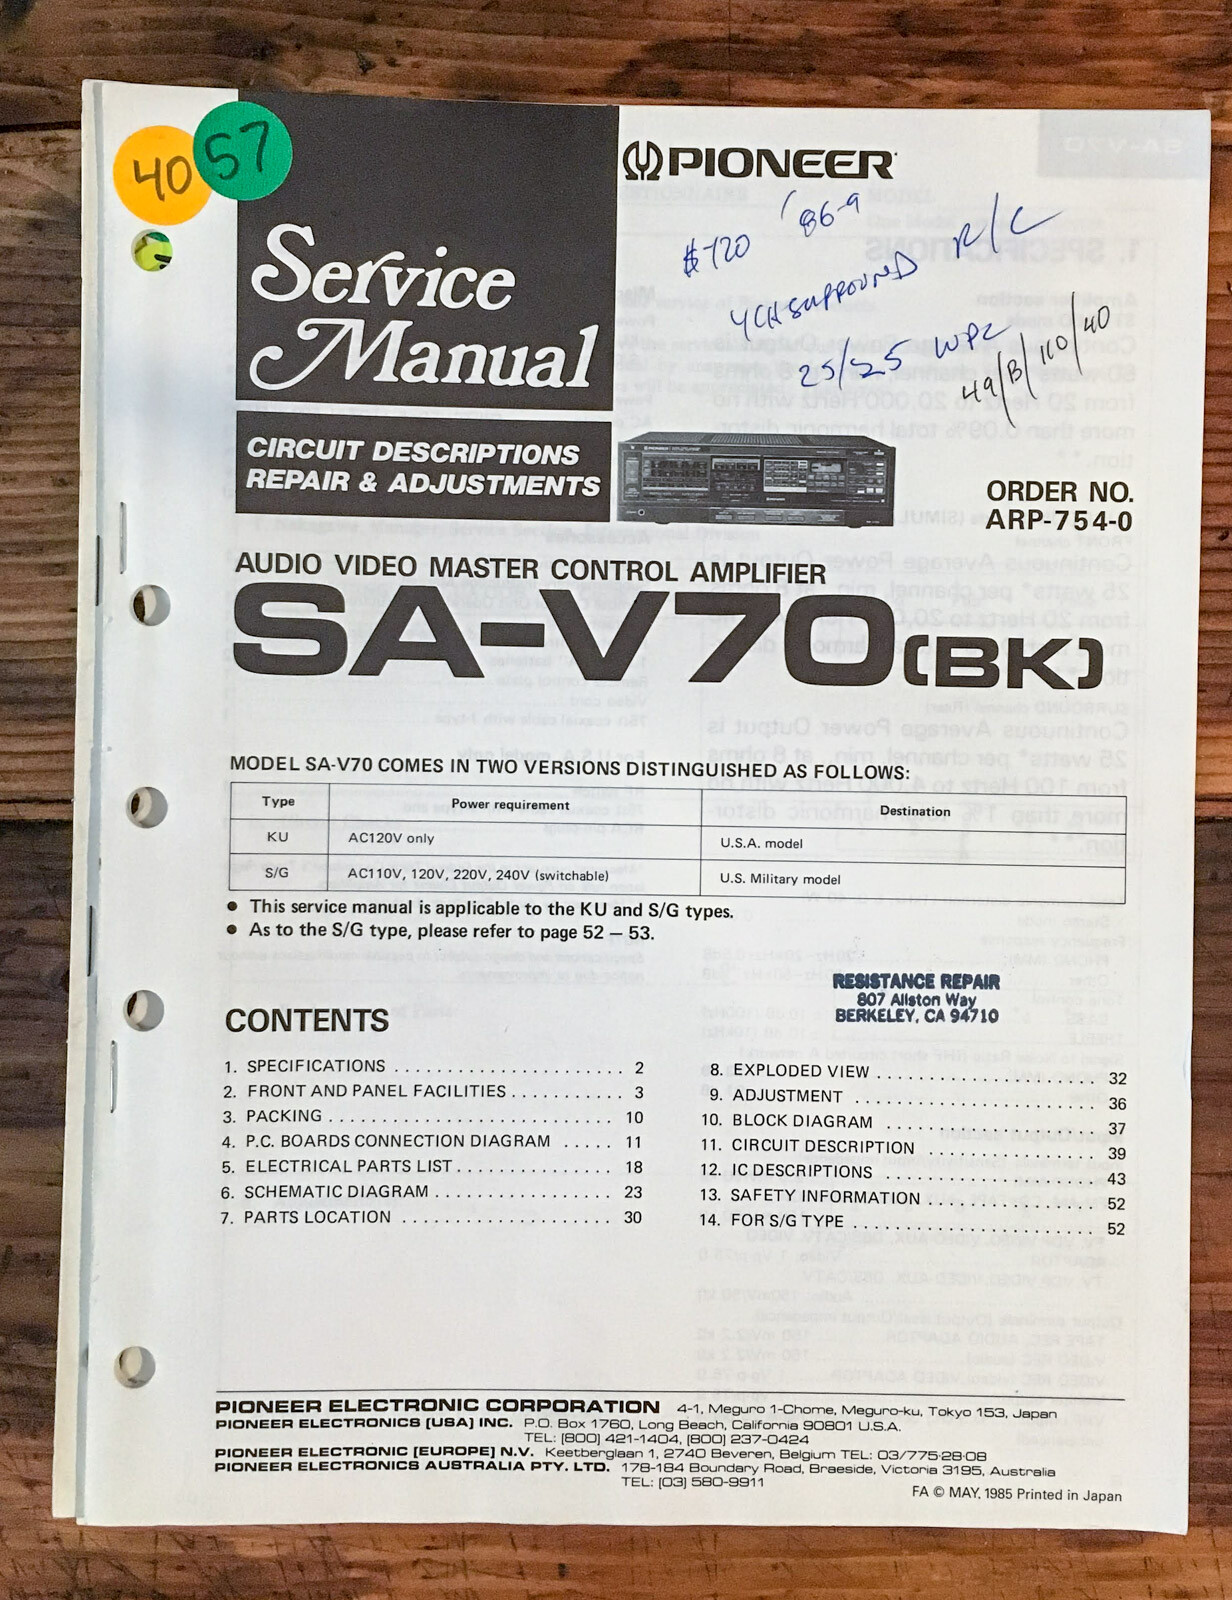 40
57
PIONEER
Service
Manual
CIRCUIT DESCRIPTIONS
REPAIR & ADJUSTMENTS
'86-9
$720
4CH SURROUND R/C
25/25 WPC
49/B/110/40
ORDER NO.
ARP-754-0
AUDIO VIDEO MASTER CONTROL AMPLIFIER
SA-V70(BK)
MODEL SA-V70 COMES IN TWO VERSIONS DISTINGUISHED AS FOLLOWS:
Type Power requirement Destination
KU AC120V only U.S.A. model
S/G AC110V, 120V, 220V, 240V (switchable) U.S. Military model
● This service manual is applicable to the KU and S/G types.
● As to the S/G type, please refer to page 52 – 53.
RESISTANCE REPAIR
807 Allston Way
BERKELEY, CA 94710
CONTENTS
1. SPECIFICATIONS ...................... 2
2. FRONT AND PANEL FACILITIES ........... 3
3. PACKING ........................... 10
4. P.C. BOARDS CONNECTION DIAGRAM ..... 11
5. ELECTRICAL PARTS LIST ............... 18
6. SCHEMATIC DIAGRAM ................. 23
7. PARTS LOCATION .................... 30
8. EXPLODED VIEW ..................... 32
9. ADJUSTMENT ....................... 36
10. BLOCK DIAGRAM .................... 37
11. CIRCUIT DESCRIPTION ................ 39
12. IC DESCRIPTIONS .................... 43
13. SAFETY INFORMATION ................ 52
14. FOR S/G TYPE ....................... 52
PIONEER ELECTRONIC CORPORATION 4-1, Meguro 1-Chome, Meguro-ku, Tokyo 153, Japan
PIONEER ELECTRONICS [USA] INC. P.O. Box 1760, Long Beach, California 90801 U.S.A.
TEL: [800] 421-1404, [800] 237-0424
PIONEER ELECTRONIC [EUROPE] N.V. Keetberglaan 1, 2740 Beveren, Belgium TEL: 03/775·28·08
PIONEER ELECTRONICS AUSTRALIA PTY. LTD. 178-184 Boundary Road, Braeside, Victoria 3195, Australia
TEL: [03] 580-9911
FA © MAY, 1985 Printed in Japan